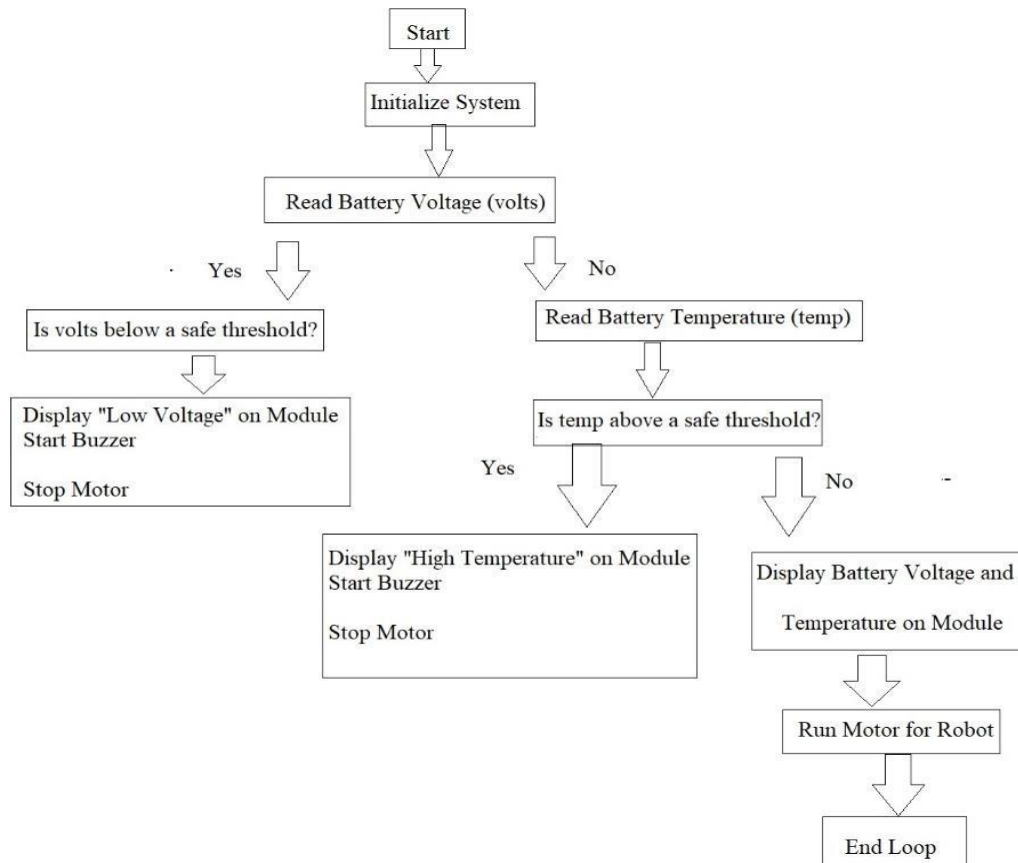 Start
Initialize System
Read Battery Voltage (volts)
Yes
No
Is volts below a safe threshold?
Read Battery Temperature (temp)
Display "Low Voltage" on Module
Start Buzzer
Stop Motor
Is temp above a safe threshold?
Yes
No
Display "High Temperature" on Module
Start Buzzer
Stop Motor
Display Battery Voltage and
Temperature on Module
Run Motor for Robot
End Loop